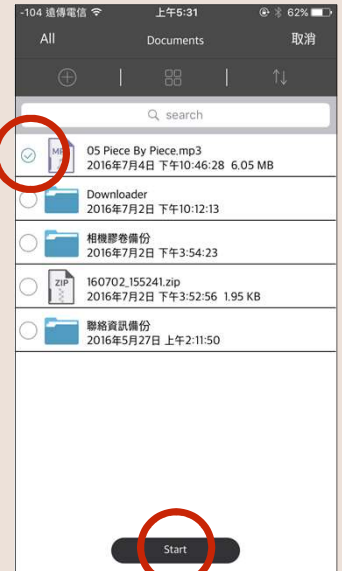 -104 遠傳電信 上午5:31 62%
All Documents 取消
search
MP3
05 Piece By Piece.mp3
2016年7月4日 下午10:46:28 6.05 MB
Downloader
2016年7月2日 下午10:12:13
相機膠卷備份
2016年7月2日 下午3:54:23
ZIP
160702_155241.zip
2016年7月2日 下午3:52:56 1.95 KB
聯絡資訊備份
2016年5月27日 上午2:11:50
Start